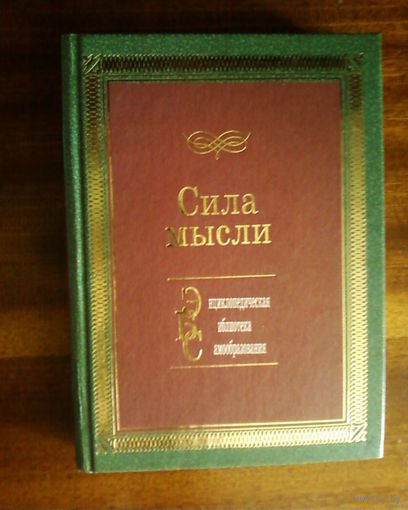 Сила
мысли
Энциклопедическая
Библиотека
Самообразования